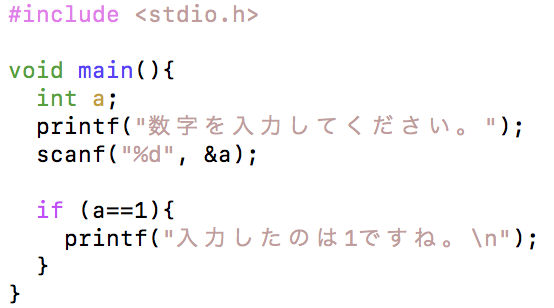 #include <stdio.h>
void main(){
int a;
printf("数字を入力してください。");
scanf("%d", &a);
if (a==1){
printf("入力したのは1ですね。\n");
}
}